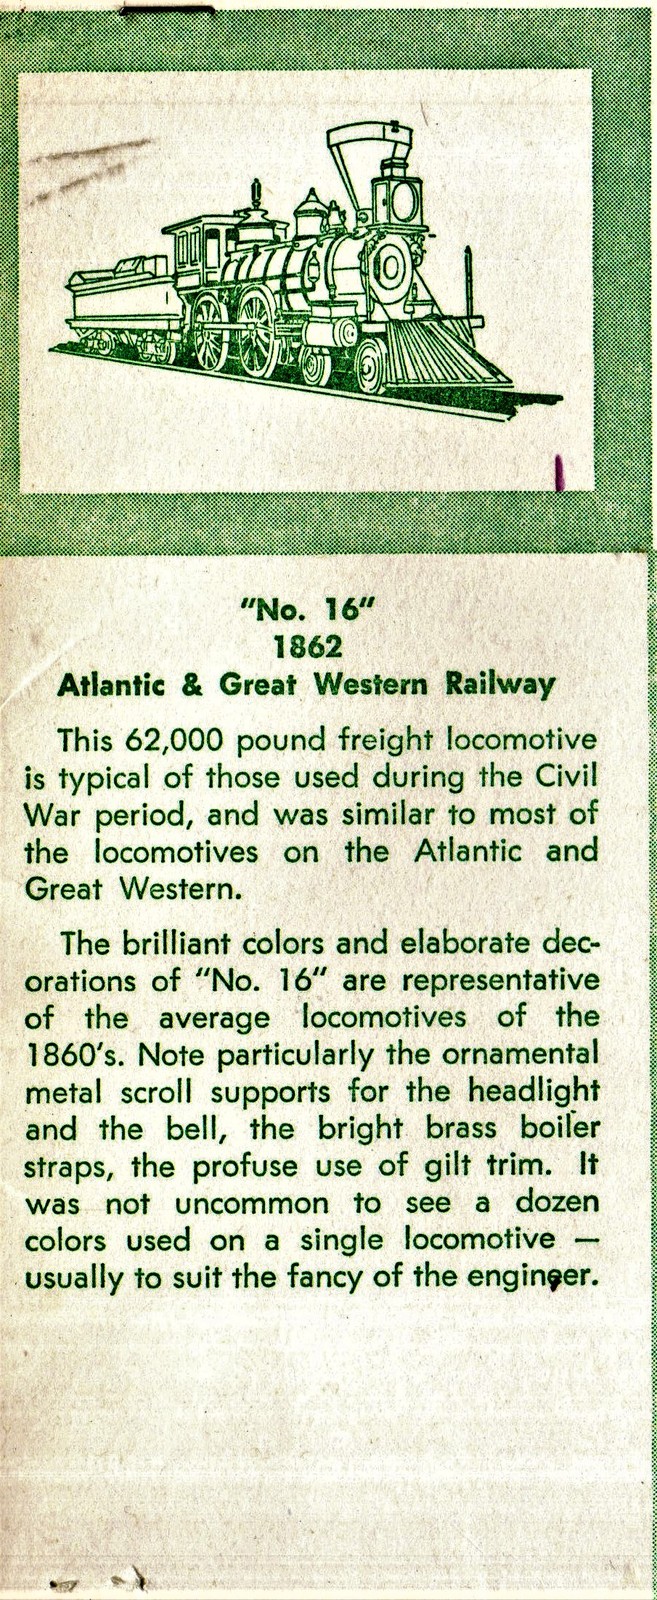 "No. 16"
1862
Atlantic & Great Western Railway
This 62,000 pound freight locomotive
is typical of those used during the Civil
War period, and was similar to most of
the locomotives on the Atlantic and
Great Western.
The brilliant colors and elaborate dec-
orations of "No. 16" are representative
of the average locomotives of the
1860's. Note particularly the ornamental
metal scroll supports for the headlight
and the bell, the bright brass boiler
straps, the profuse use of gilt trim. It
was not uncommon to see a dozen
colors used on a single locomotive —
usually to suit the fancy of the engineer.